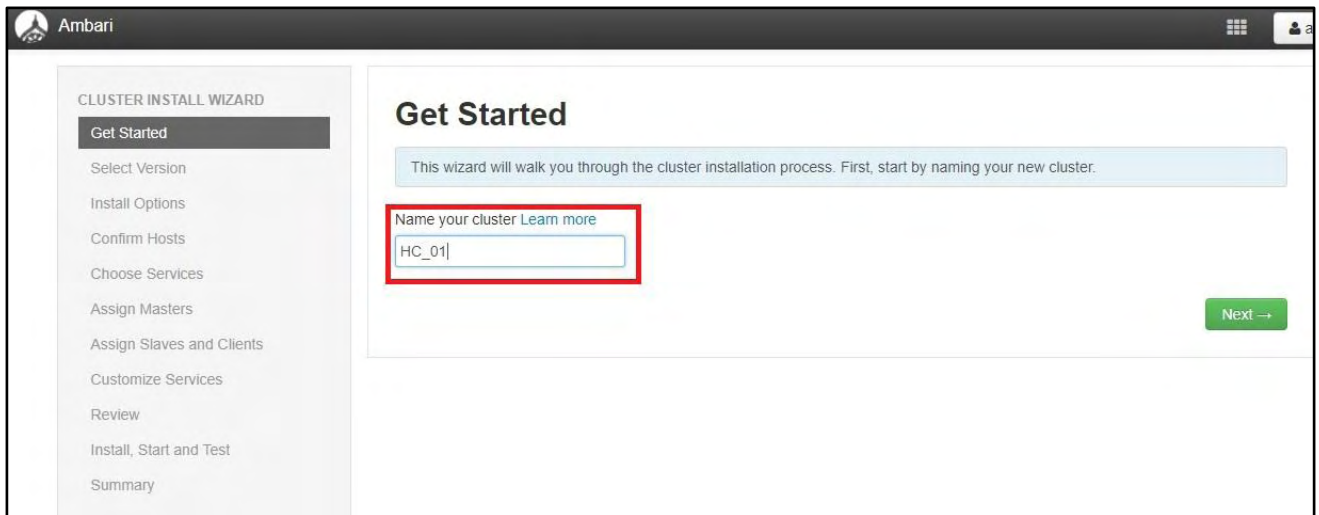 Ambari
a
CLUSTER INSTALL WIZARD
Get Started
Select Version
Install Options
Confirm Hosts
Choose Services
Assign Masters
Assign Slaves and Clients
Customize Services
Review
Install, Start and Test
Summary
Get Started
This wizard will walk you through the cluster installation process. First, start by naming your new cluster.
Name your cluster Learn more
HC_01
Next →